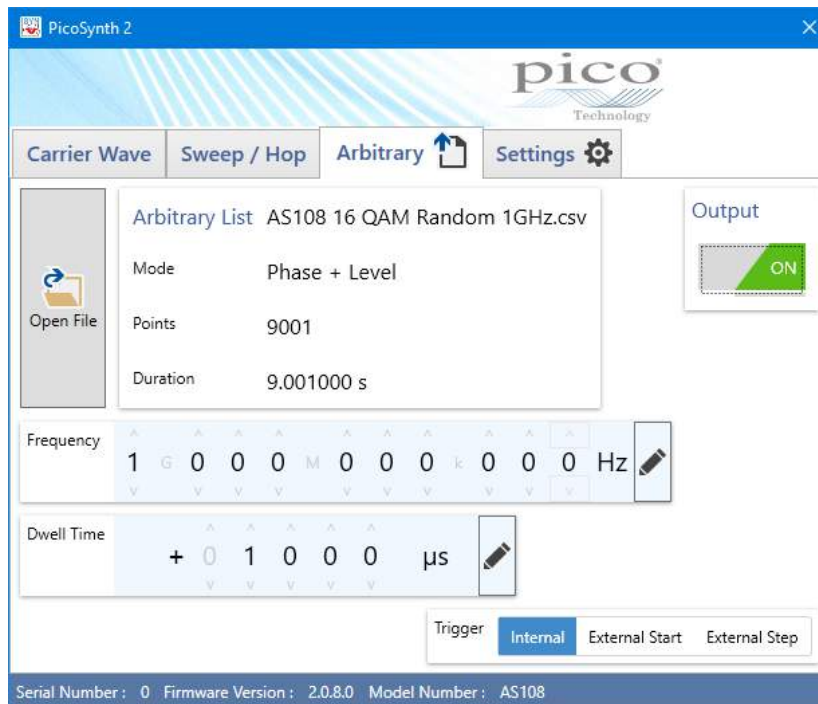 PicoSynth 2
pico
Technology
Carrier Wave Sweep / Hop Arbitrary Settings
Arbitrary List AS108 16 QAM Random 1GHz.csv
Output
ON
Mode Phase + Level
Open File
Points 9001
Duration 9.001000 s
Frequency 1 G 0 0 0 M 0 0 0 k 0 0 0 Hz
Dwell Time + 0 1 0 0 0 µs
Trigger Internal External Start External Step
Serial Number : 0 Firmware Version : 2.0.8.0 Model Number : AS108